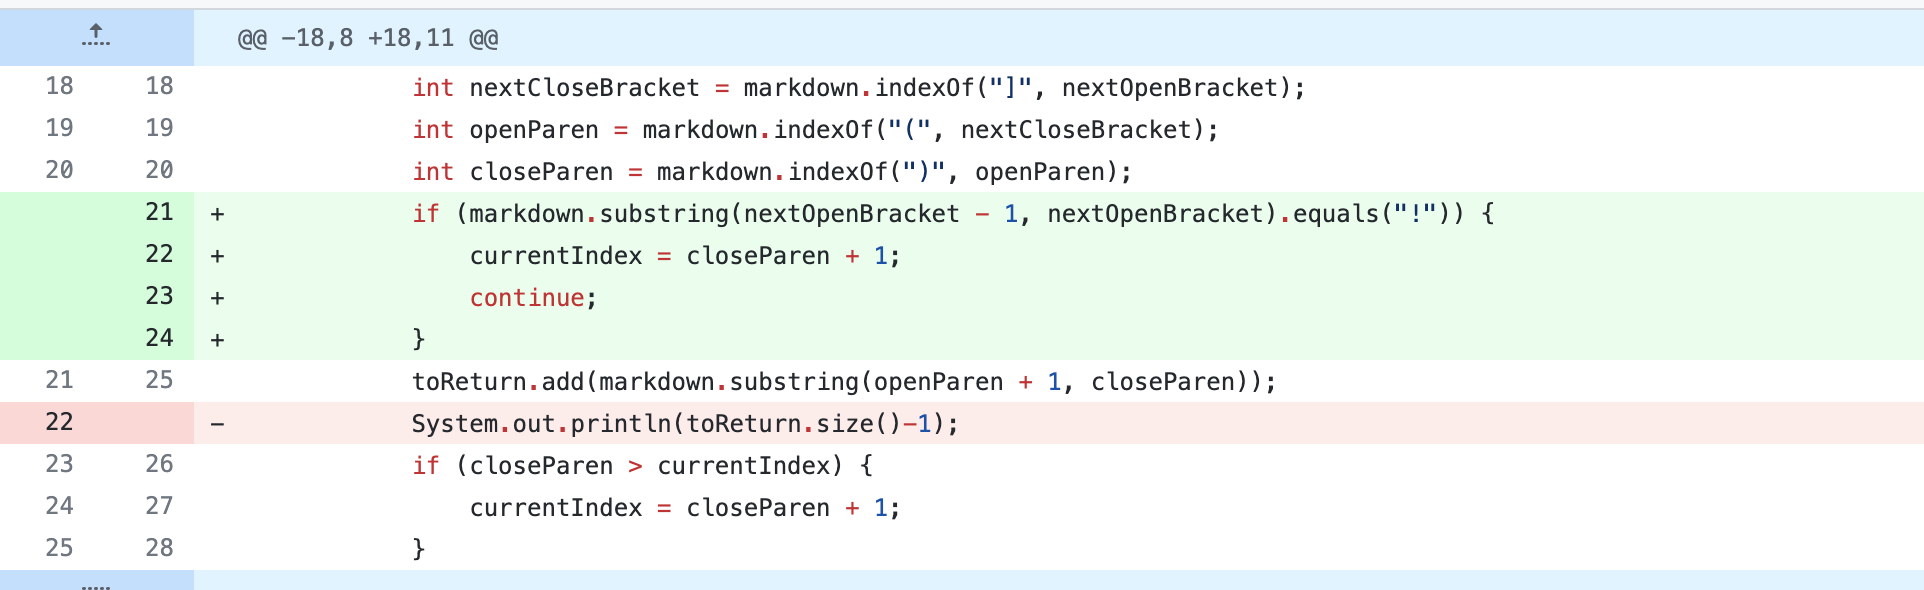 @@ -18,8 +18,11 @@
18 18 int nextCloseBracket = markdown.indexOf("]", nextOpenBracket);
19 19 int openParen = markdown.indexOf("(", nextCloseBracket);
20 20 int closeParen = markdown.indexOf(")", openParen);
21 + if (markdown.substring(nextOpenBracket - 1, nextOpenBracket).equals("!")) {
22 + currentIndex = closeParen + 1;
23 + continue;
24 + }
21 25 toReturn.add(markdown.substring(openParen + 1, closeParen));
22 - System.out.println(toReturn.size()-1);
23 26 if (closeParen > currentIndex) {
24 27 currentIndex = closeParen + 1;
25 28 }